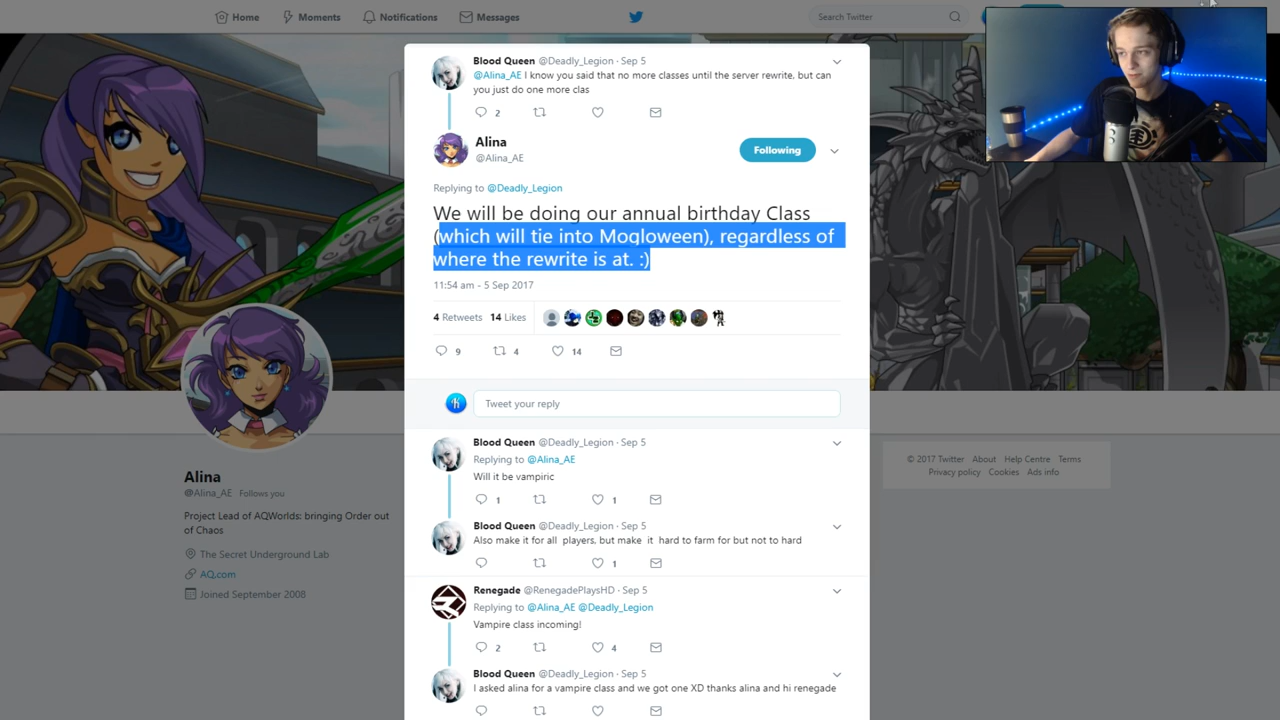 Home Moments Notifications Messages Search Twitter
Blood Queen @Deadly_Legion · Sep 5
@Alina_AE I know you said that no more classes until the server rewrite, but can
you just do one more clas
2
Alina
@Alina_AE
Following
Replying to @Deadly_Legion
We will be doing our annual birthday Class
(which will tie into Mogloween), regardless of
where the rewrite is at. :)
11:54 am - 5 Sep 2017
4 Retweets 14 Likes
9 4 14
Tweet your reply
Blood Queen @Deadly_Legion · Sep 5
Replying to @Alina_AE
Will it be vampiric
1 1
Blood Queen @Deadly_Legion · Sep 5
Also make it for all players, but make it hard to farm for but not to hard
1
Renegade @RenegadePlaysHD · Sep 5
Replying to @Alina_AE @Deadly_Legion
Vampire class incoming!
2 4
Blood Queen @Deadly_Legion · Sep 5
I asked alina for a vampire class and we got one XD thanks alina and hi renegade
Alina
@Alina_AE Follows you
Project Lead of AQWorlds: bringing Order out
of Chaos
The Secret Underground Lab
AQ.com
Joined September 2008
© 2017 Twitter About Help Centre Terms
Privacy policy Cookies Ads info